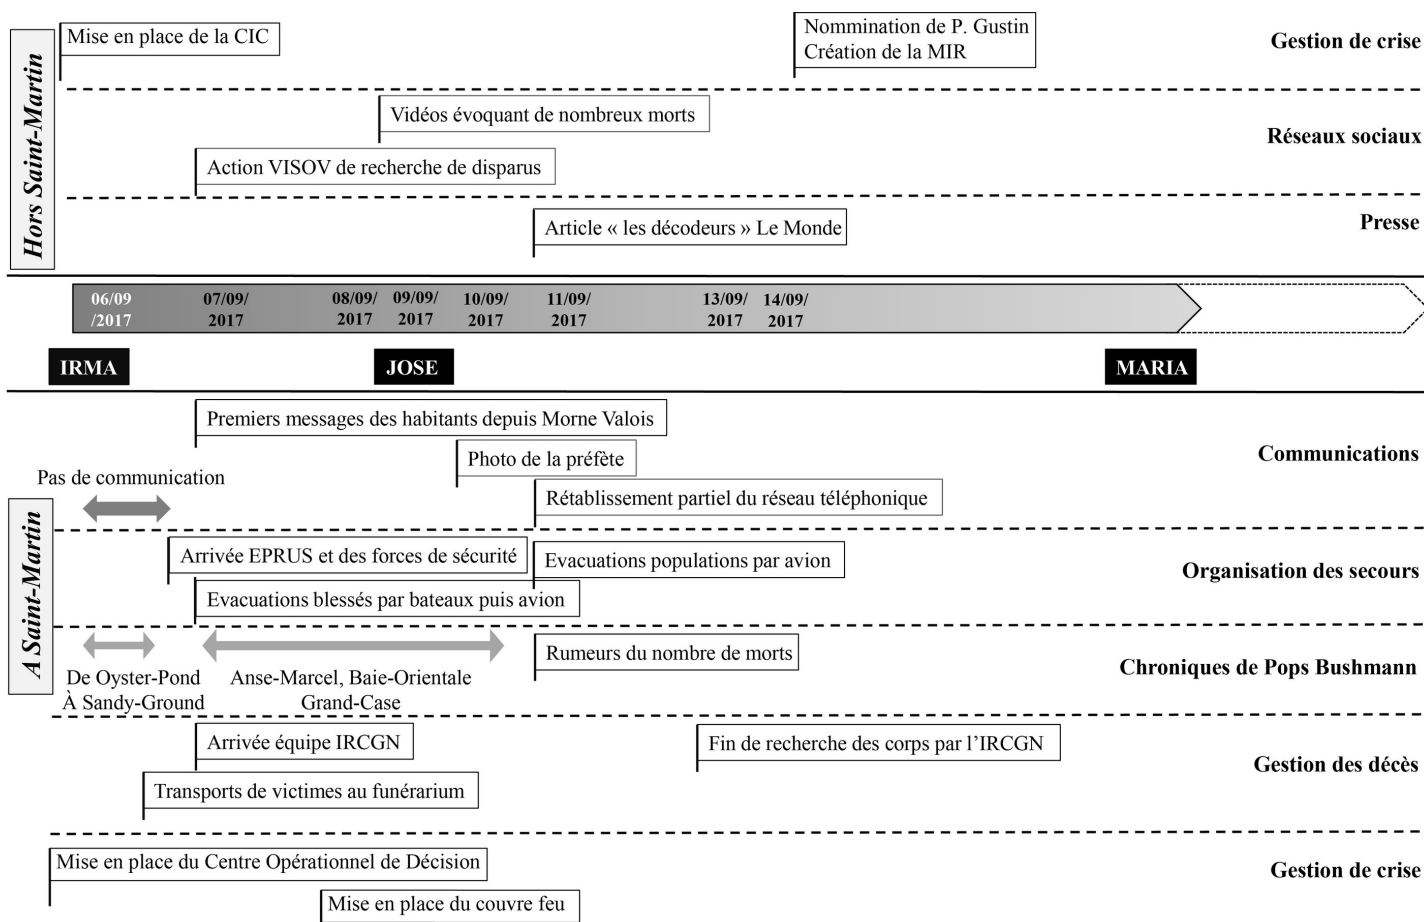 Hors Saint-Martin
Mise en place de la CIC
Nommination de P. Gustin
Création de la MIR
Gestion de crise
Vidéos évoquant de nombreux morts
Action VISOV de recherche de disparus
Réseaux sociaux
Article « les décodeurs » Le Monde
Presse
06/09
/2017
07/09/
2017
08/09/
2017
09/09/
2017
10/09/
2017
11/09/
2017
13/09/
2017
14/09/
2017
IRMA
JOSE
MARIA
A Saint-Martin
Premiers messages des habitants depuis Morne Valois
Photo de la préfète
Pas de communication
Rétablissement partiel du réseau téléphonique
Communications
Arrivée EPRUS et des forces de sécurité
Evacuations populations par avion
Evacuations blessés par bateaux puis avion
Organisation des secours
De Oyster-Pond
À Sandy-Ground
Anse-Marcel, Baie-Orientale
Grand-Case
Rumeurs du nombre de morts
Chroniques de Pops Bushmann
Arrivée équipe IRCGN
Fin de recherche des corps par l’IRCGN
Transports de victimes au funérarium
Gestion des décès
Mise en place du Centre Opérationnel de Décision
Mise en place du couvre feu
Gestion de crise